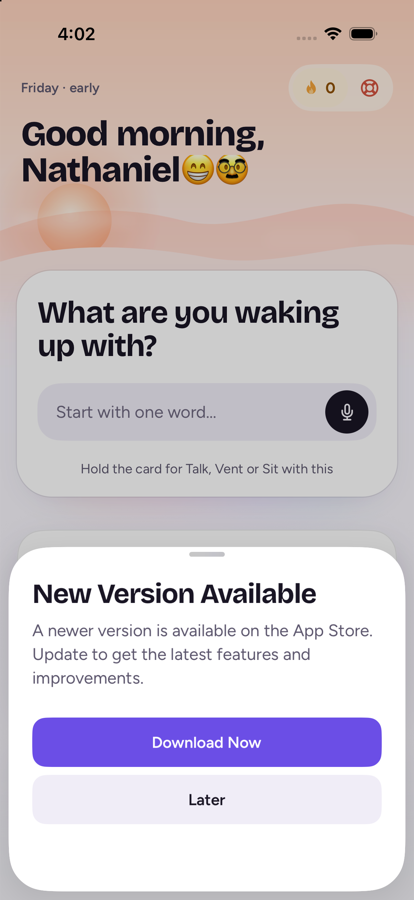 4:02
Friday · early
0
Good morning,
Nathaniel😁🥸
What are you waking
up with?
Start with one word...
Hold the card for Talk, Vent or Sit with this
New Version Available
A newer version is available on the App Store.
Update to get the latest features and
improvements.
Download Now
Later